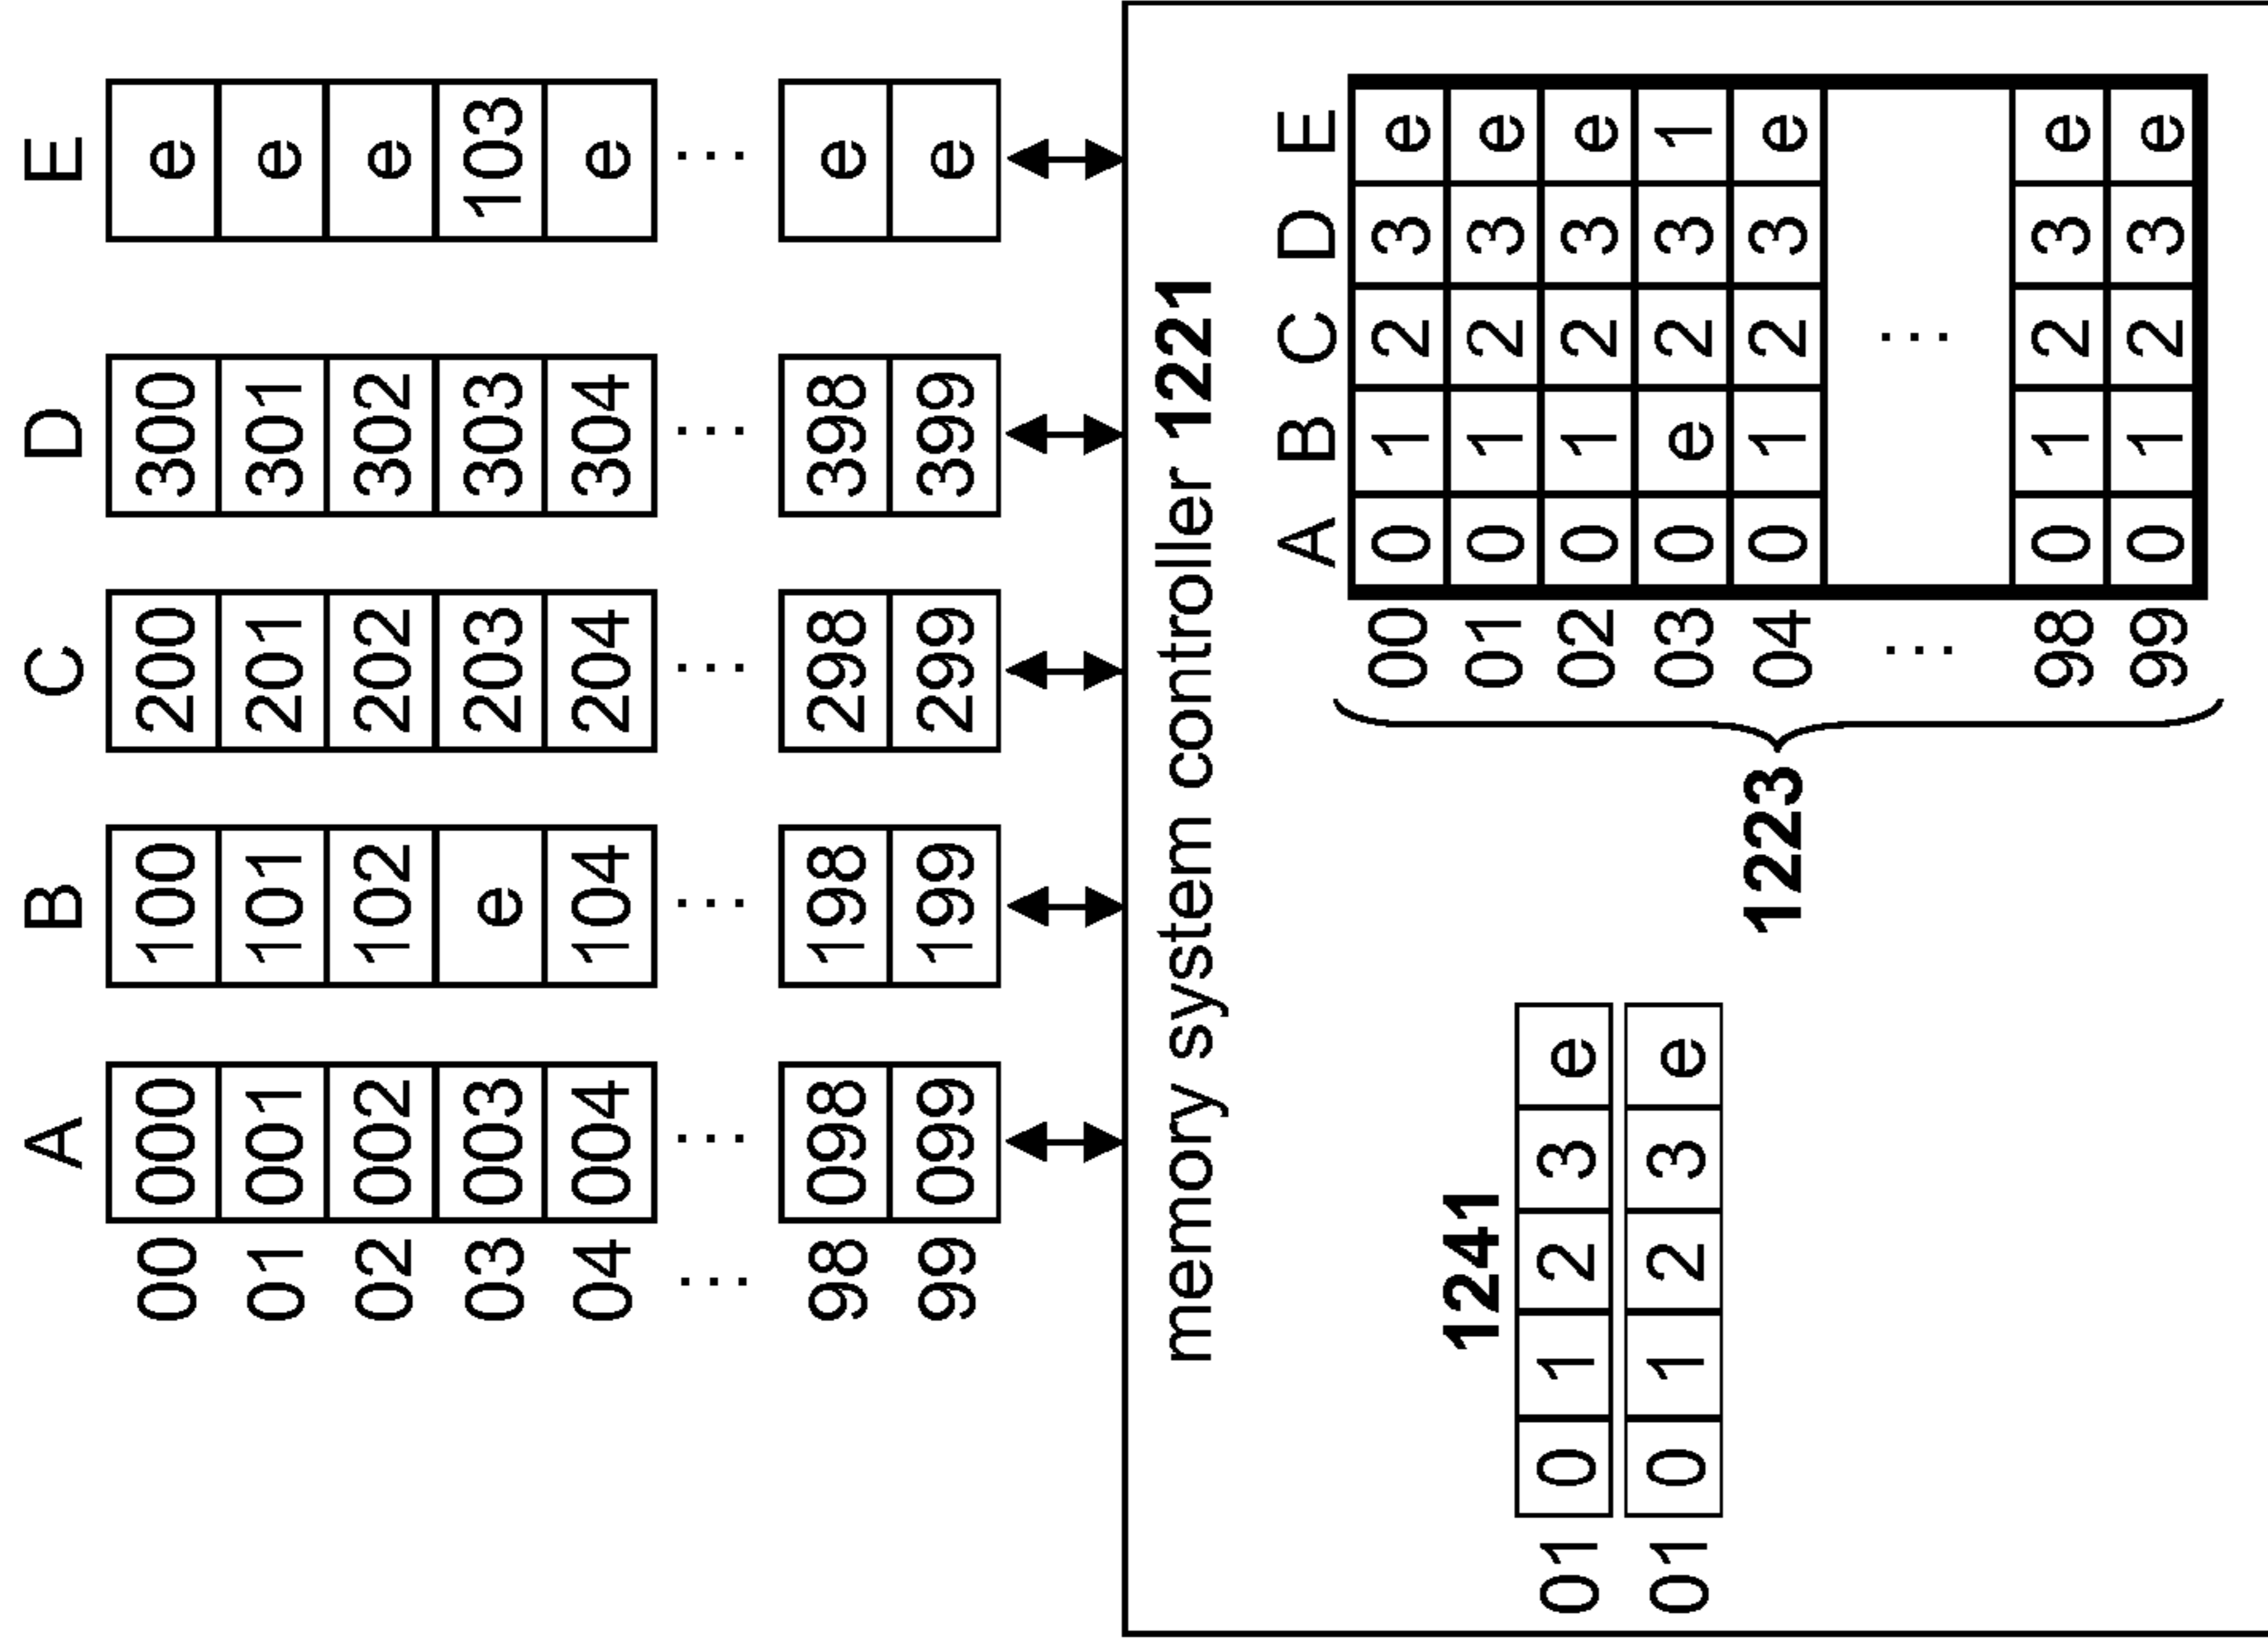 A B C D E
00 000 100 200 300 e
01 001 101 201 301 e
02 002 102 202 302 e
03 003 e 203 303 103
04 004 104 204 304 e
... ... ... ... ... ...
98 098 198 298 398 e
99 099 199 299 399 e
memory system controller 1221
1241
01 0 1 2 3 e
01 0 1 2 3 e
1223
A B C D E
00 0 1 2 3 e
01 0 1 2 3 e
02 0 1 2 3 e
03 0 e 2 3 1
04 0 1 2 3 e
... ...
98 0 1 2 3 e
99 0 1 2 3 e